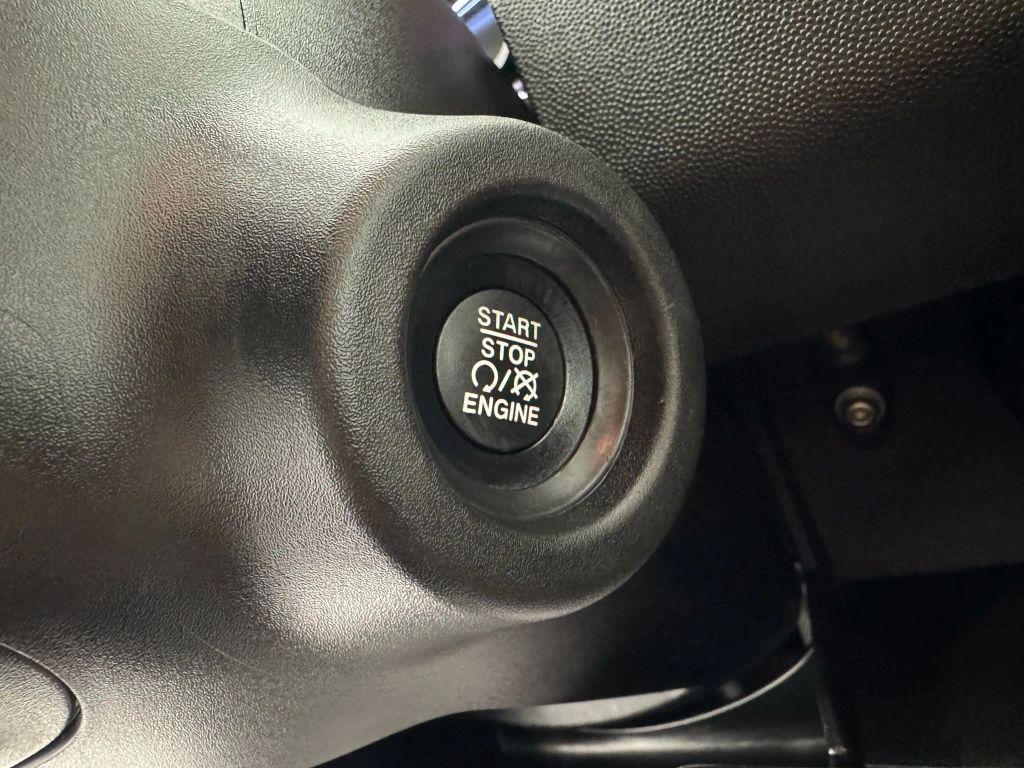 START
STOP
/
ENGINE